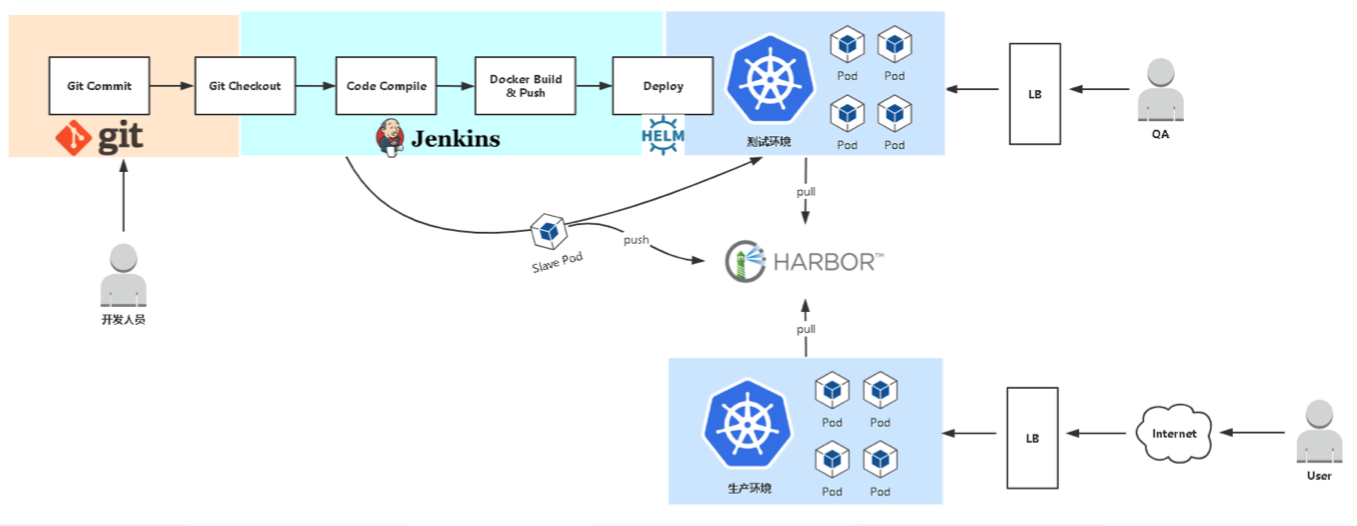 Git Commit
Git Checkout
Code Compile
Docker Build
& Push
Deploy
git
Jenkins
HELM
测试环境
Pod
Pod
Pod
Pod
LB
QA
pull
push
Slave Pod
HARBOR™
开发人员
pull
生产环境
Pod
Pod
Pod
Pod
LB
Internet
User